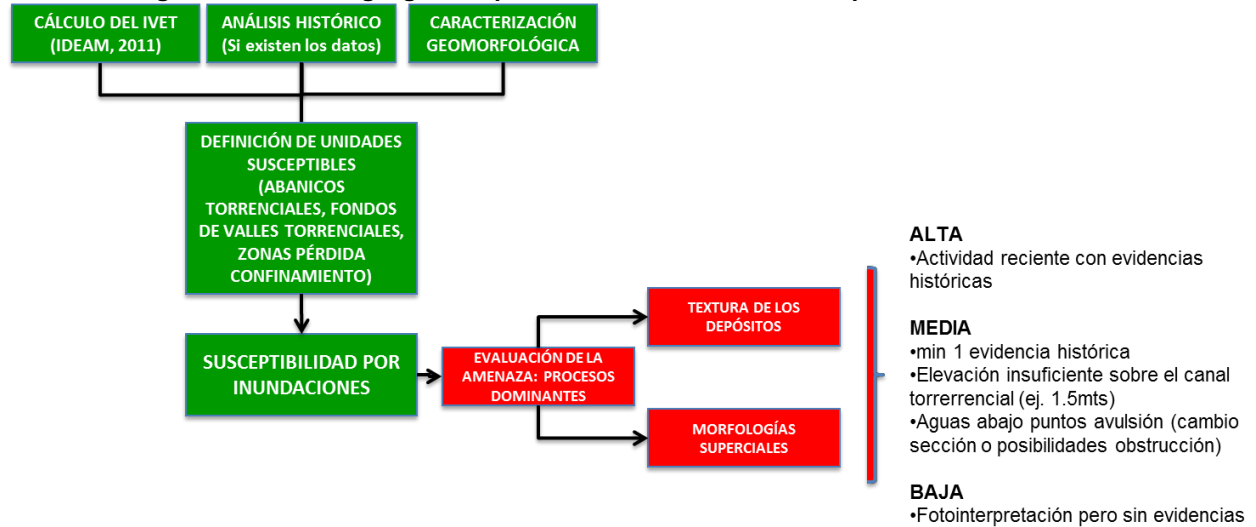 CÁLCULO DEL IVET
(IDEAM, 2011)
ANÁLISIS HISTÓRICO
(Si existen los datos)
CARACTERIZACIÓN
GEOMORFOLÓGICA
DEFINICIÓN DE UNIDADES
SUSCEPTIBLES
(ABANICOS
TORRENCIALES, FONDOS
DE VALLES TORRENCIALES,
ZONAS PÉRDIDA
CONFINAMIENTO)
SUSCEPTIBILIDAD POR
INUNDACIONES
EVALUACIÓN DE LA
AMENAZA: PROCESOS
DOMINANTES
TEXTURA DE LOS
DEPÓSITOS
MORFOLOGÍAS
SUPERCIALES
ALTA
•Actividad reciente con evidencias
históricas
MEDIA
•min 1 evidencia histórica
•Elevación insuficiente sobre el canal
torrerrencial (ej. 1.5mts)
•Aguas abajo puntos avulsión (cambio
sección o posibilidades obstrucción)
BAJA
•Fotointerpretación pero sin evidencias